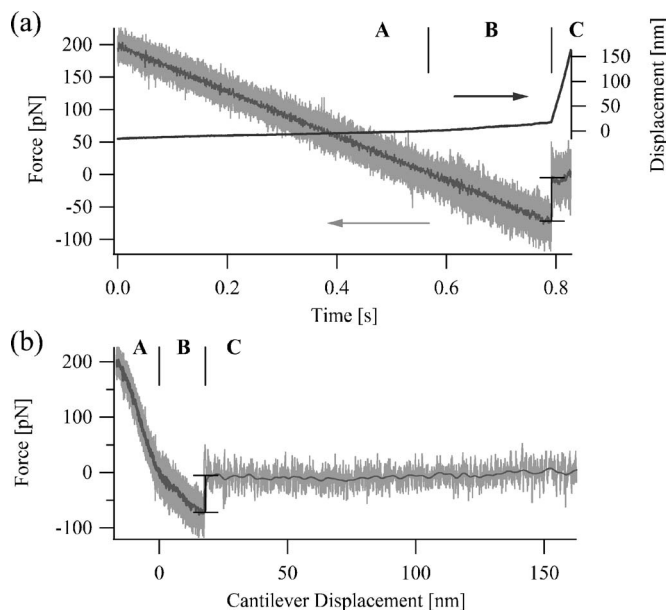 (a)
A B C
200
150
100
50
0
-50
-100
Force [pN]
150
100
50
0
Displacement [nm]
0.0 0.2 0.4 0.6 0.8
Time [s]
(b)
A B C
200
100
0
-100
Force [pN]
0 50 100 150
Cantilever Displacement [nm]